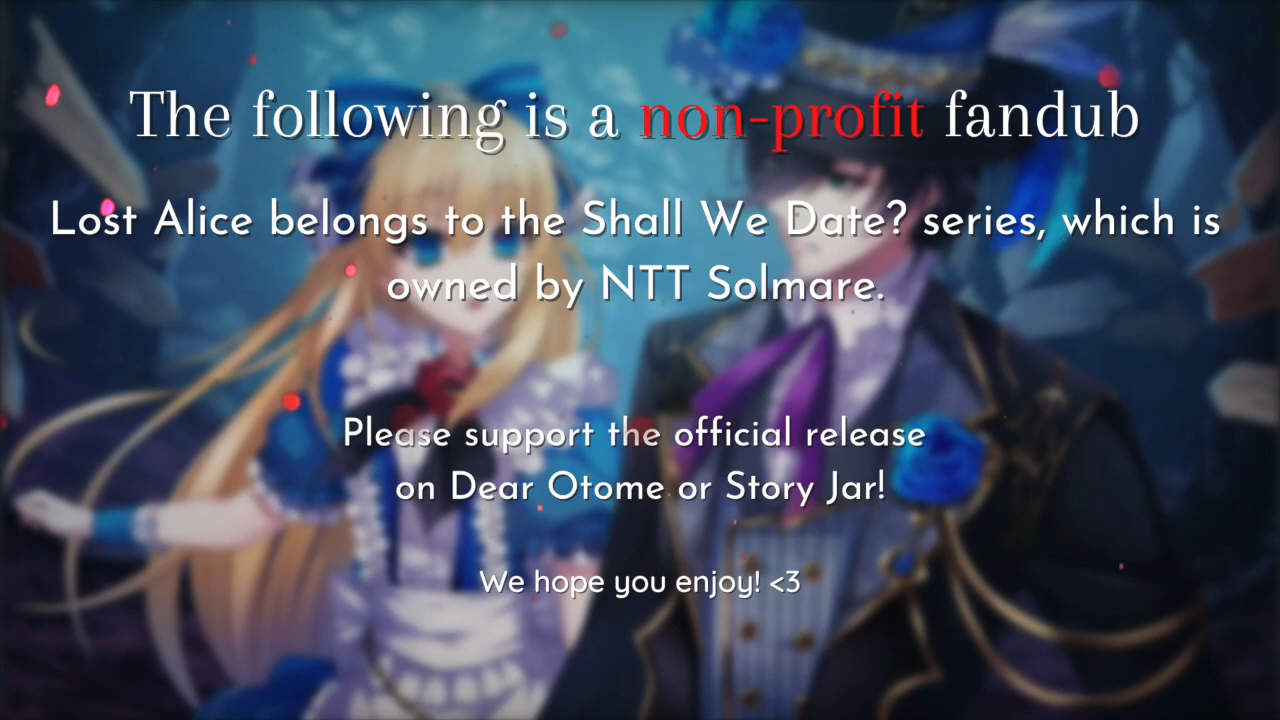 The following is a non-profit fandub
Lost Alice belongs to the Shall We Date? series, which is
owned by NTT Solmare.
Please support the official release
on Dear Otome or Story Jar!
We hope you enjoy! <3